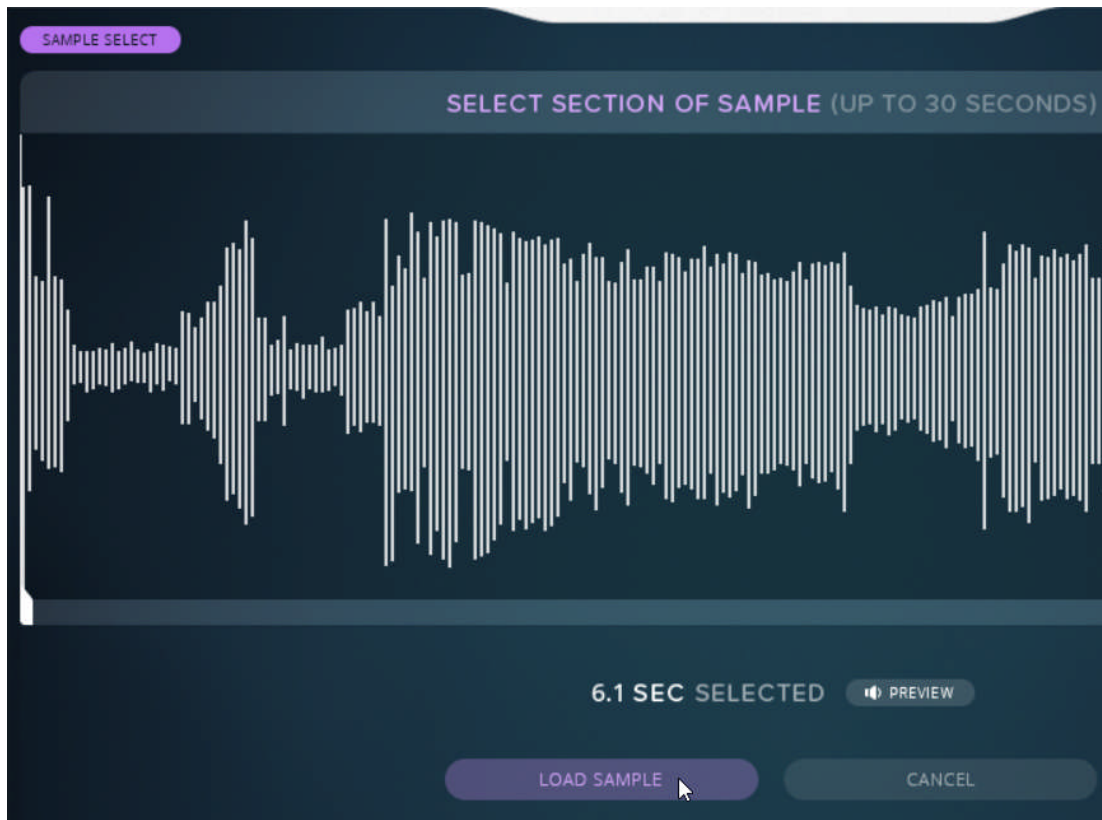 SAMPLE SELECT
SELECT SECTION OF SAMPLE (UP TO 30 SECONDS)
6.1 SEC SELECTED PREVIEW
LOAD SAMPLE CANCEL